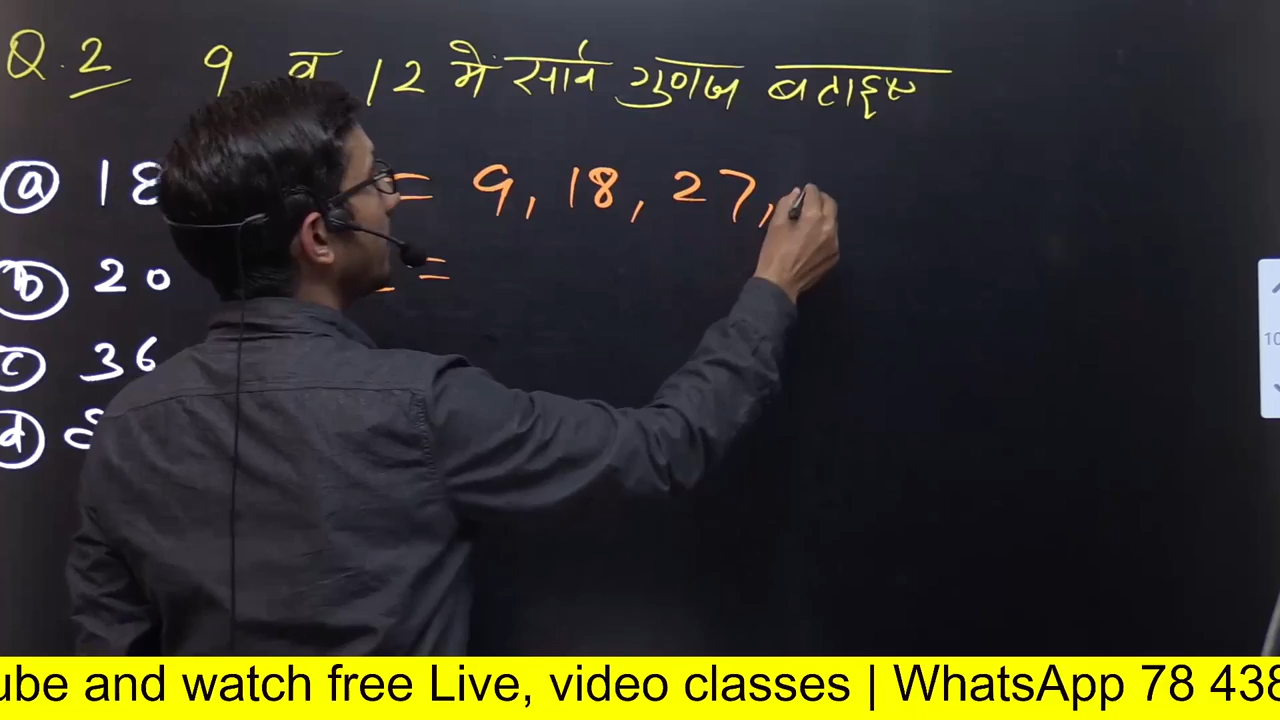 Q.2 9 व 12 में सार्व गुणज बताइए
(a) 18 = 9, 18, 27,
(b) 20 =
(c) 36
(d)
ube and watch free Live, video classes | WhatsApp 78 438
10